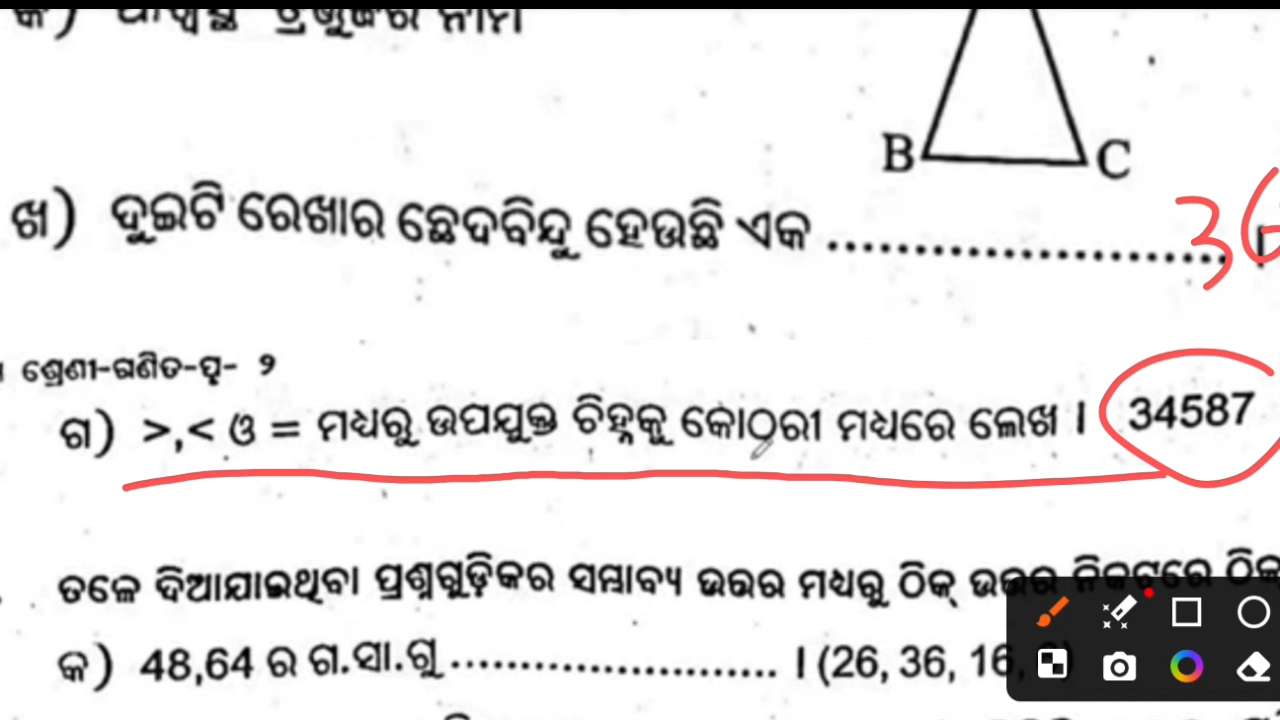 ନାମ
B C
ଖ) ଦୁଇଟି ରେଖାର ଛେଦବିନ୍ଦୁ ହେଉଛି ଏକ .............................. ।
3
ଶ୍ରେଣୀ-ଗଣିତ-ପୃ- ୨
ଗ) >,< ଓ = ମଧ୍ୟରୁ ଉପଯୁକ୍ତ ଚିହ୍ନକୁ କୋଠରୀ ମଧ୍ୟରେ ଲେଖ । 34587
ତଳେ ଦିଆଯାଇଥିବା ପ୍ରଶ୍ନଗୁଡ଼ିକର ସମ୍ଭାବ୍ୟ ଉତ୍ତର ମଧ୍ୟରୁ ଠିକ୍
କ) 48,64 ର ଗ.ସା.ଗୁ .............................. । (26, 36, 16,